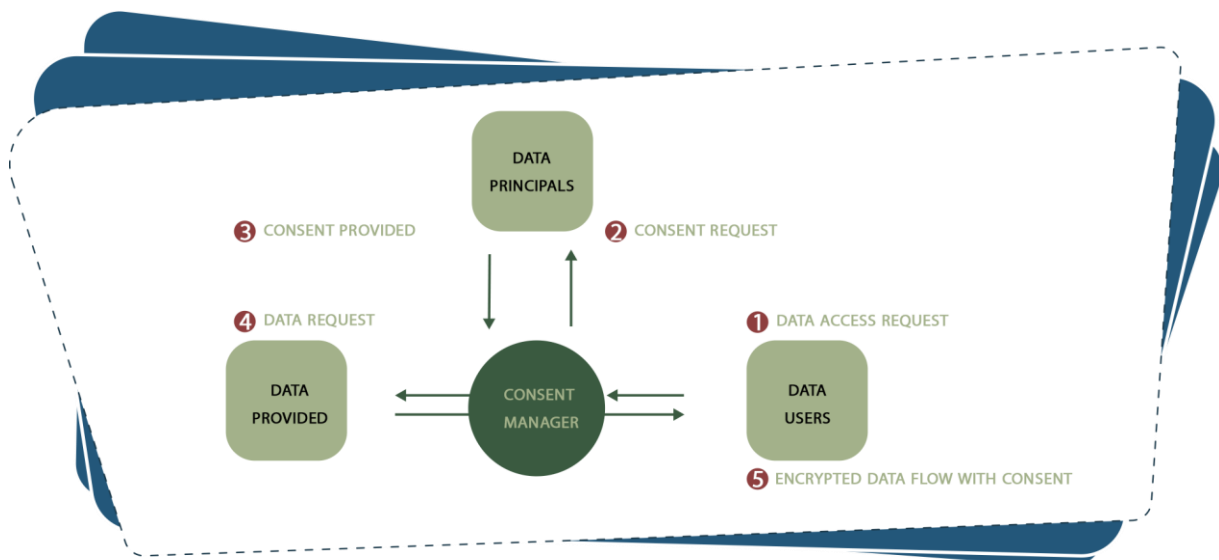 DATA
PRINCIPALS
3 CONSENT PROVIDED
2 CONSENT REQUEST
4 DATA REQUEST
1 DATA ACCESS REQUEST
DATA
PROVIDED
CONSENT
MANAGER
DATA
USERS
5 ENCRYPTED DATA FLOW WITH CONSENT